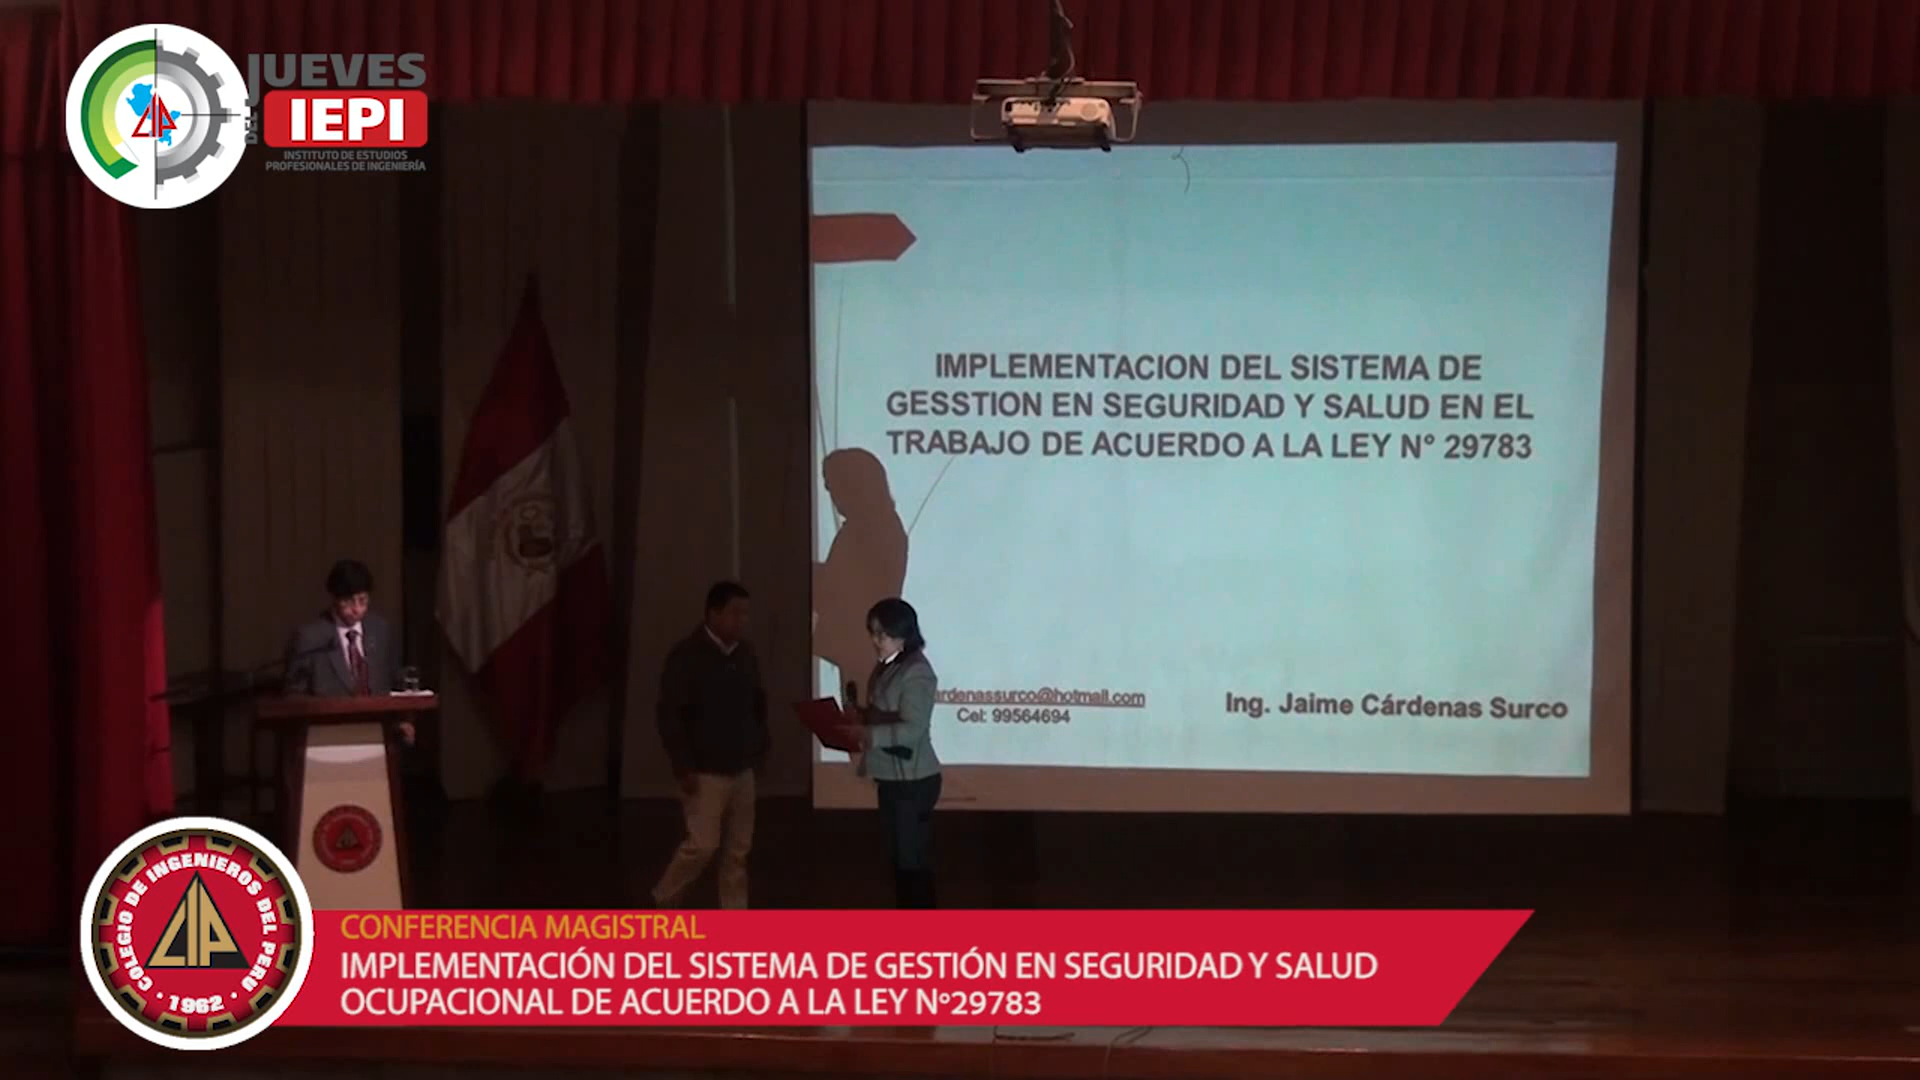 JUEVES
DEL
IEPI
INSTITUTO DE ESTUDIOS
PROFESIONALES DE INGENIERÍA
CIP
IMPLEMENTACION DEL SISTEMA DE
GESSTION EN SEGURIDAD Y SALUD EN EL
TRABAJO DE ACUERDO A LA LEY N° 29783
ardenassurco@hotmail.com
Cel: 99564694
Ing. Jaime Cárdenas Surco
COLEGIO DE INGENIEROS DEL PERU
CIP
· 1962 ·
CONFERENCIA MAGISTRAL
IMPLEMENTACIÓN DEL SISTEMA DE GESTIÓN EN SEGURIDAD Y SALUD
OCUPACIONAL DE ACUERDO A LA LEY N°29783